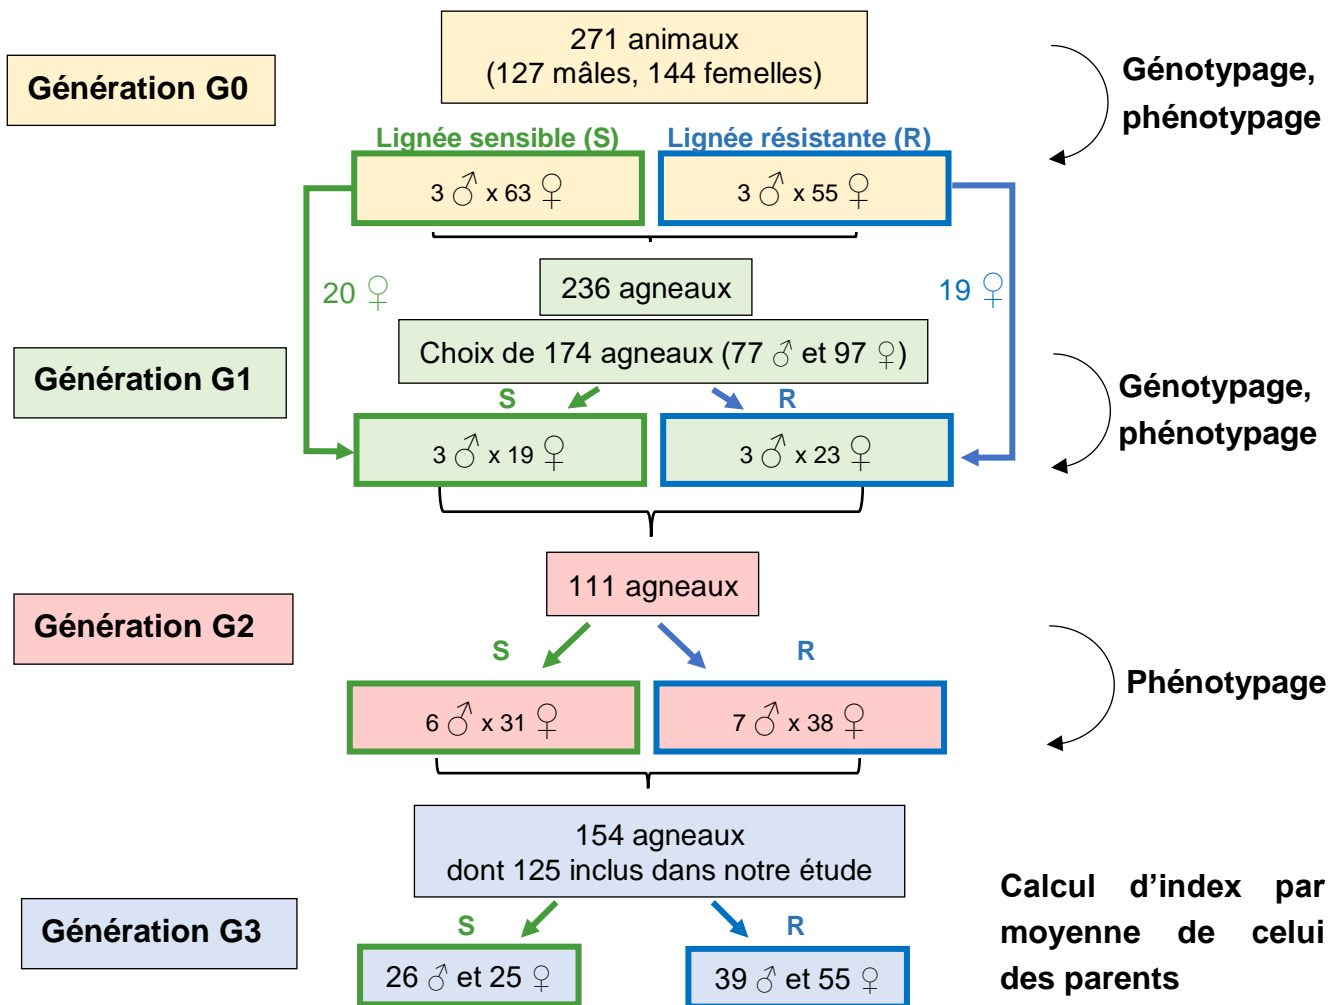 271 animaux
(127 mâles, 144 femelles)
Génération G0
Génotypage,
phénotypage
Lignée sensible (S)
Lignée résistante (R)
3 ♂ x 63 ♀
3 ♂ x 55 ♀
20 ♀
236 agneaux
19 ♀
Choix de 174 agneaux (77 ♂ et 97 ♀)
Génération G1
Génotypage,
phénotypage
S
R
3 ♂ x 19 ♀
3 ♂ x 23 ♀
111 agneaux
Génération G2
S
R
Phénotypage
6 ♂ x 31 ♀
7 ♂ x 38 ♀
154 agneaux
dont 125 inclus dans notre étude
Génération G3
S
R
26 ♂ et 25 ♀
39 ♂ et 55 ♀
Calcul d’index par
moyenne de celui
des parents